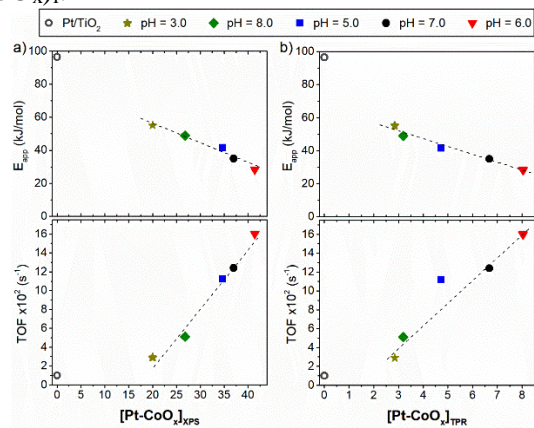 Pt/TiO₂ pH = 3.0 pH = 8.0 pH = 5.0 pH = 7.0 pH = 6.0
a) b)
100 100
80 80
60 60
40 40
20 20
0 0
E_app (kJ/mol) E_app (kJ/mol)
16 16
14 14
12 12
10 10
8 8
6 6
4 4
2 2
0 0
TOF x10² (s⁻¹) TOF x10² (s⁻¹)
0 5 10 15 20 25 30 35 40 0 1 2 3 4 5 6 7 8
[Pt-CoOₓ]XPS [Pt-CoOₓ]TPR